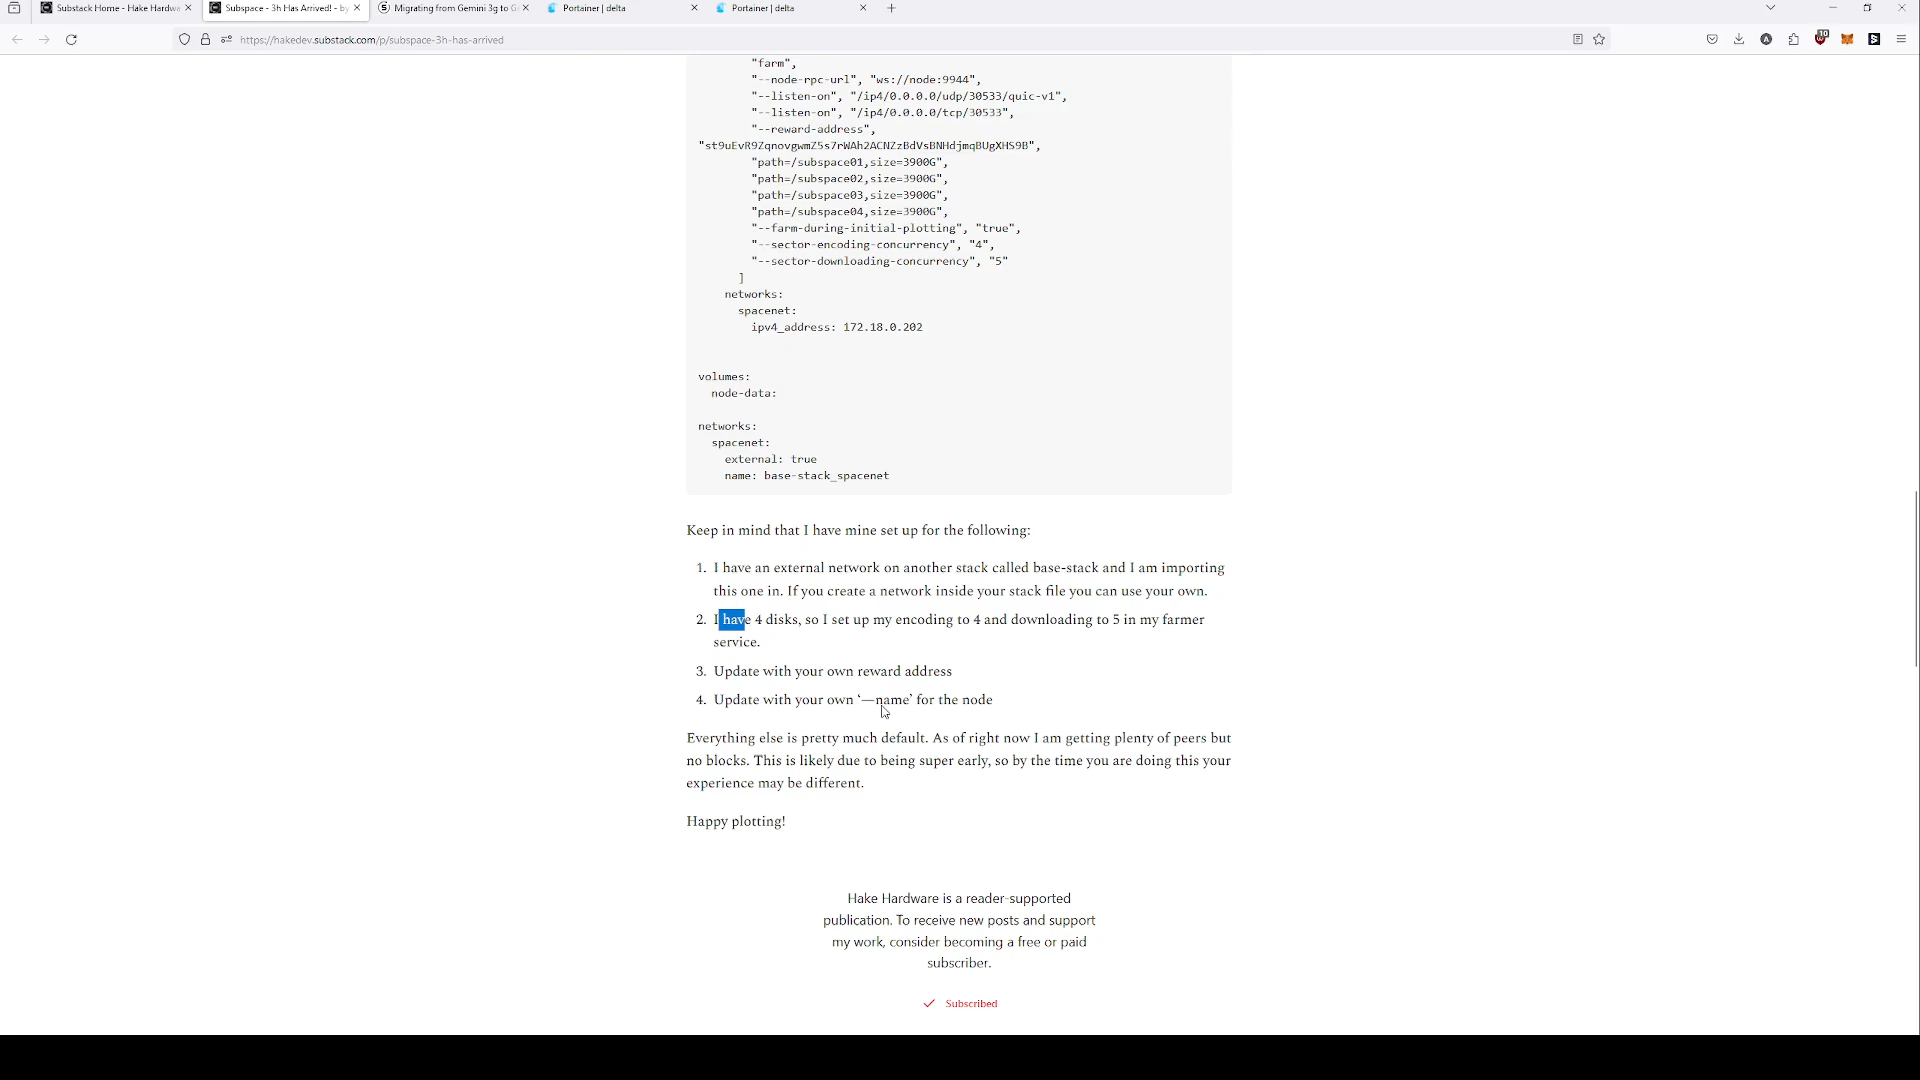 Substack Home - Hake Hardwa
Subspace - 3h Has Arrived! - by
Migrating from Gemini 3g to G
Portainer | delta
Portainer | delta
https://hakedev.substack.com/p/subspace-3h-has-arrived
10
"farm",
"--node-rpc-url", "ws://node:9944",
"--listen-on", "/ip4/0.0.0.0/udp/30533/quic-v1",
"--listen-on", "/ip4/0.0.0.0/tcp/30533",
"--reward-address",
"st9uEvR9ZqnovgwmZ5s7rWAh2ACNZzBdVsBNHdjmqBUgXHS9B",
"path=/subspace01,size=3900G",
"path=/subspace02,size=3900G",
"path=/subspace03,size=3900G",
"path=/subspace04,size=3900G",
"--farm-during-initial-plotting", "true",
"--sector-encoding-concurrency", "4",
"--sector-downloading-concurrency", "5"
]
networks:
spacenet:
ipv4_address: 172.18.0.202
volumes:
node-data:
networks:
spacenet:
external: true
name: base-stack_spacenet
Keep in mind that I have mine set up for the following:
1. I have an external network on another stack called base-stack and I am importing
this one in. If you create a network inside your stack file you can use your own.
2. I have 4 disks, so I set up my encoding to 4 and downloading to 5 in my farmer
service.
3. Update with your own reward address
4. Update with your own ‘—name’ for the node
Everything else is pretty much default. As of right now I am getting plenty of peers but
no blocks. This is likely due to being super early, so by the time you are doing this your
experience may be different.
Happy plotting!
Hake Hardware is a reader-supported
publication. To receive new posts and support
my work, consider becoming a free or paid
subscriber.
Subscribed